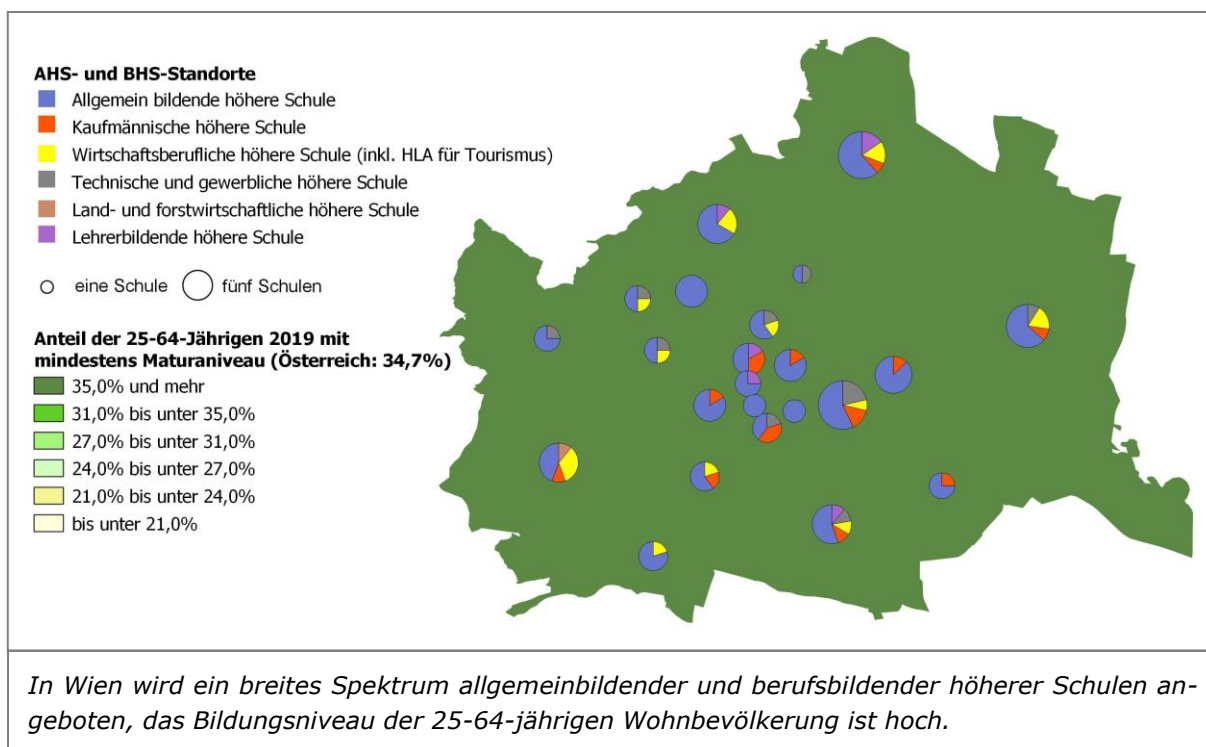 AHS- und BHS-Standorte
Allgemein bildende höhere Schule
Kaufmännische höhere Schule
Wirtschaftsberufliche höhere Schule (inkl. HLA für Tourismus)
Technische und gewerbliche höhere Schule
Land- und forstwirtschaftliche höhere Schule
Lehrerbildende höhere Schule
eine Schule fünf Schulen
Anteil der 25-64-Jährigen 2019 mit
mindestens Maturaniveau (Österreich: 34,7%)
35,0% und mehr
31,0% bis unter 35,0%
27,0% bis unter 31,0%
24,0% bis unter 27,0%
21,0% bis unter 24,0%
bis unter 21,0%
In Wien wird ein breites Spektrum allgemeinbildender und berufsbildender höherer Schulen an-
geboten, das Bildungsniveau der 25-64-jährigen Wohnbevölkerung ist hoch.